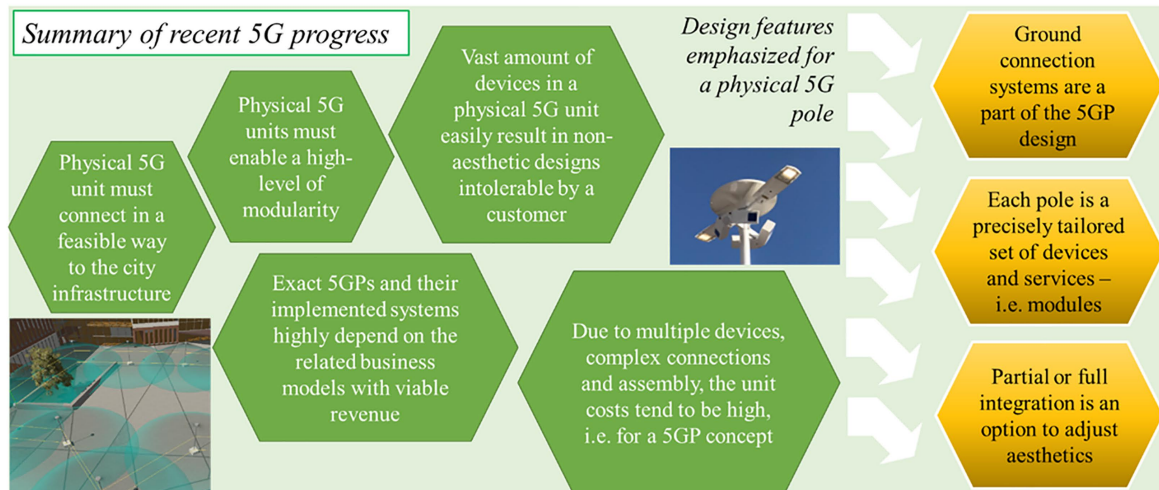 Summary of recent 5G progress
Physical 5G
unit must
connect in a
feasible way
to the city
infrastructure
Physical 5G
units must
enable a high-
level of
modularity
Vast amount of
devices in a
physical 5G unit
easily result in non-
aesthetic designs
intolerable by a
customer
Exact 5GPs and their
implemented systems
highly depend on the
related business
models with viable
revenue
Due to multiple devices,
complex connections
and assembly, the unit
costs tend to be high,
i.e. for a 5GP concept
Design features
emphasized for
a physical 5G
pole
Ground
connection
systems are a
part of the 5GP
design
Each pole is a
precisely tailored
set of devices
and services –
i.e. modules
Partial or full
integration is an
option to adjust
aesthetics